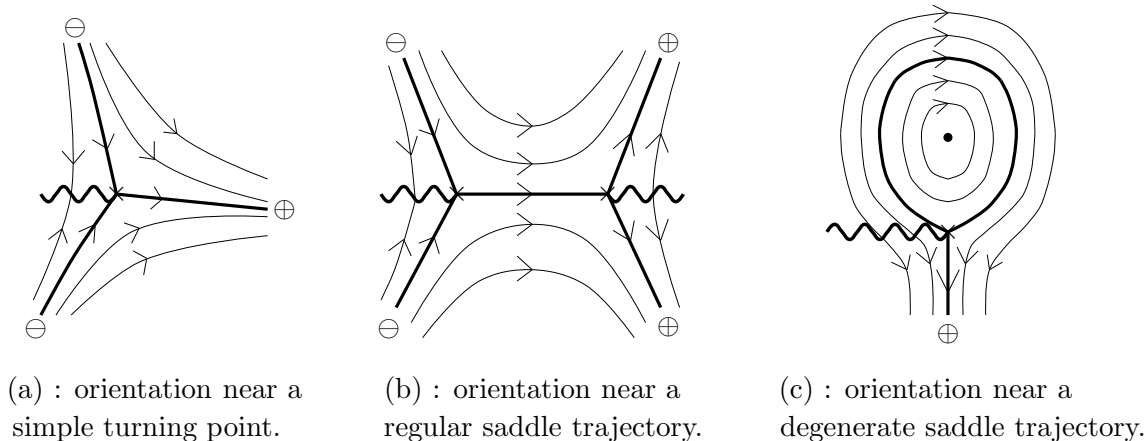 ⊖ ⊖ ⊕
⊕ ⊖ ⊖ ⊕ ⊕
(a) : orientation near a
simple turning point.
(b) : orientation near a
regular saddle trajectory.
(c) : orientation near a
degenerate saddle trajectory.